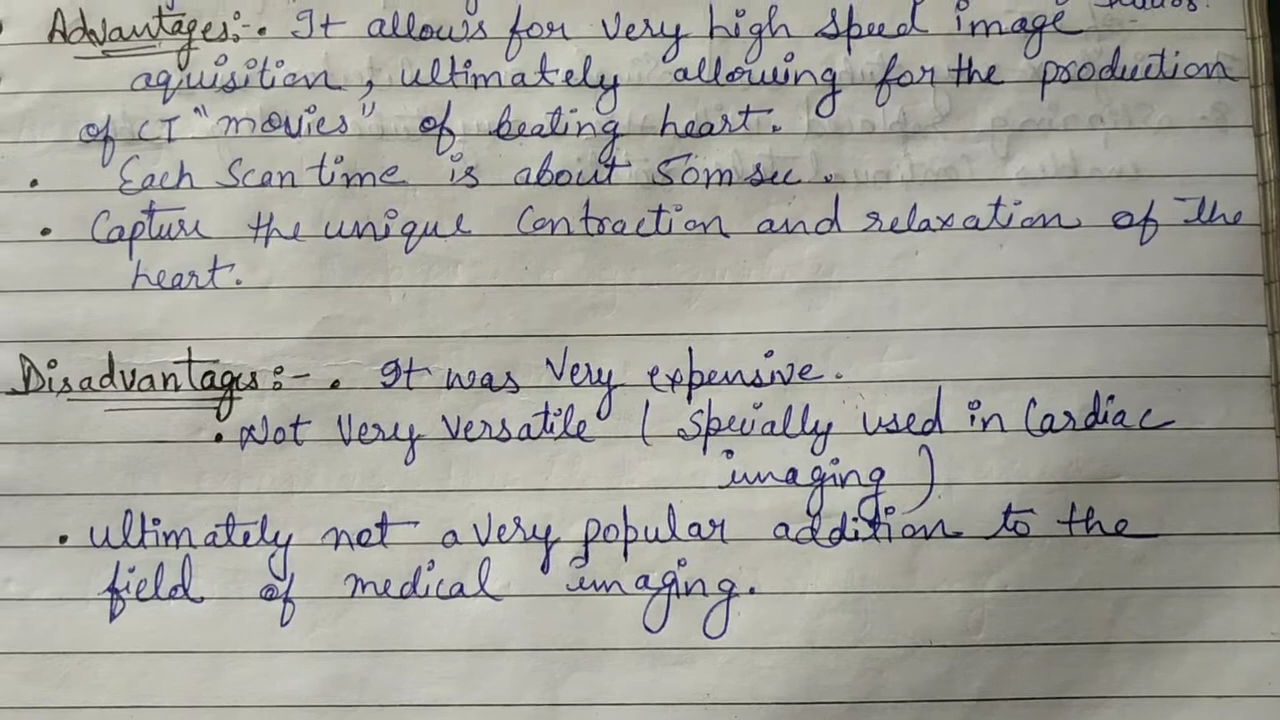 Advantages:-. It allows for very high speed image
aquisition, ultimately allowing for the production
of CT "movies" of beating heart.
• Each scan time is about 50m sec.
• Capture the unique contraction and relaxation of the
heart.
Disadvantages:- . It was very expensive.
• Not very versatile ( specially used in Cardiac
imaging )
• ultimately not a very popular addition to the
field of medical imaging.